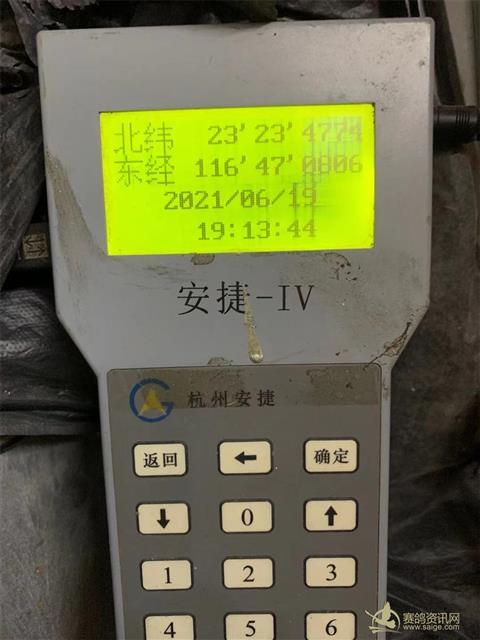 北纬 23'23'4774
东经 116'47'0806
2021/06/19
19:13:44
安捷-IV
杭州安捷
返回 ← 确定
↓ 0 ↑
1 2 3
4 5 6
赛鸽资讯网
www.saige.com